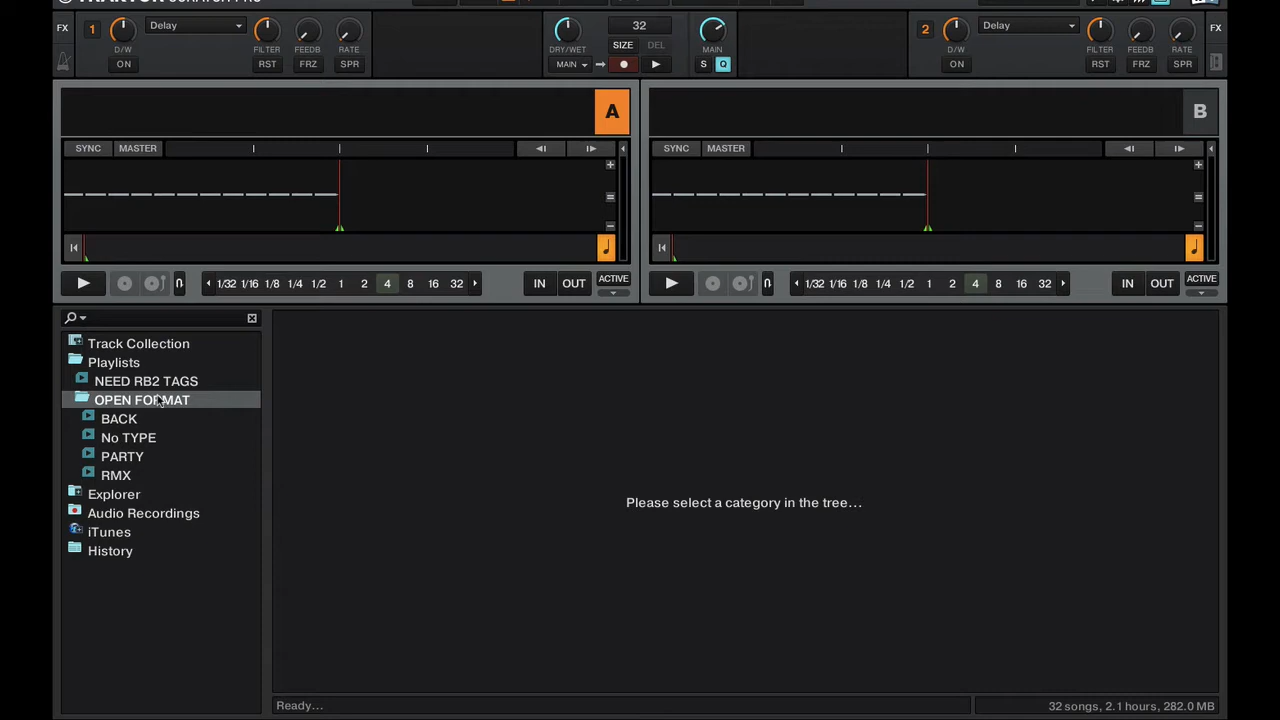 TRAKTOR SCRATCH PRO
FX 1 Delay D/W FILTER FEEDB RATE
ON RST FRZ SPR
32
DRY/WET SIZE DEL MAIN
MAIN S Q
2 Delay D/W FILTER FEEDB RATE FX
ON RST FRZ SPR
A
B
SYNC MASTER
SYNC MASTER
1/32 1/16 1/8 1/4 1/2 1 2 4 8 16 32 IN OUT ACTIVE
1/32 1/16 1/8 1/4 1/2 1 2 4 8 16 32 IN OUT ACTIVE
Track Collection
Playlists
NEED RB2 TAGS
OPEN FORMAT
BACK
No TYPE
PARTY
RMX
Explorer
Audio Recordings
iTunes
History
Please select a category in the tree...
Ready...
32 songs, 2.1 hours, 282.0 MB